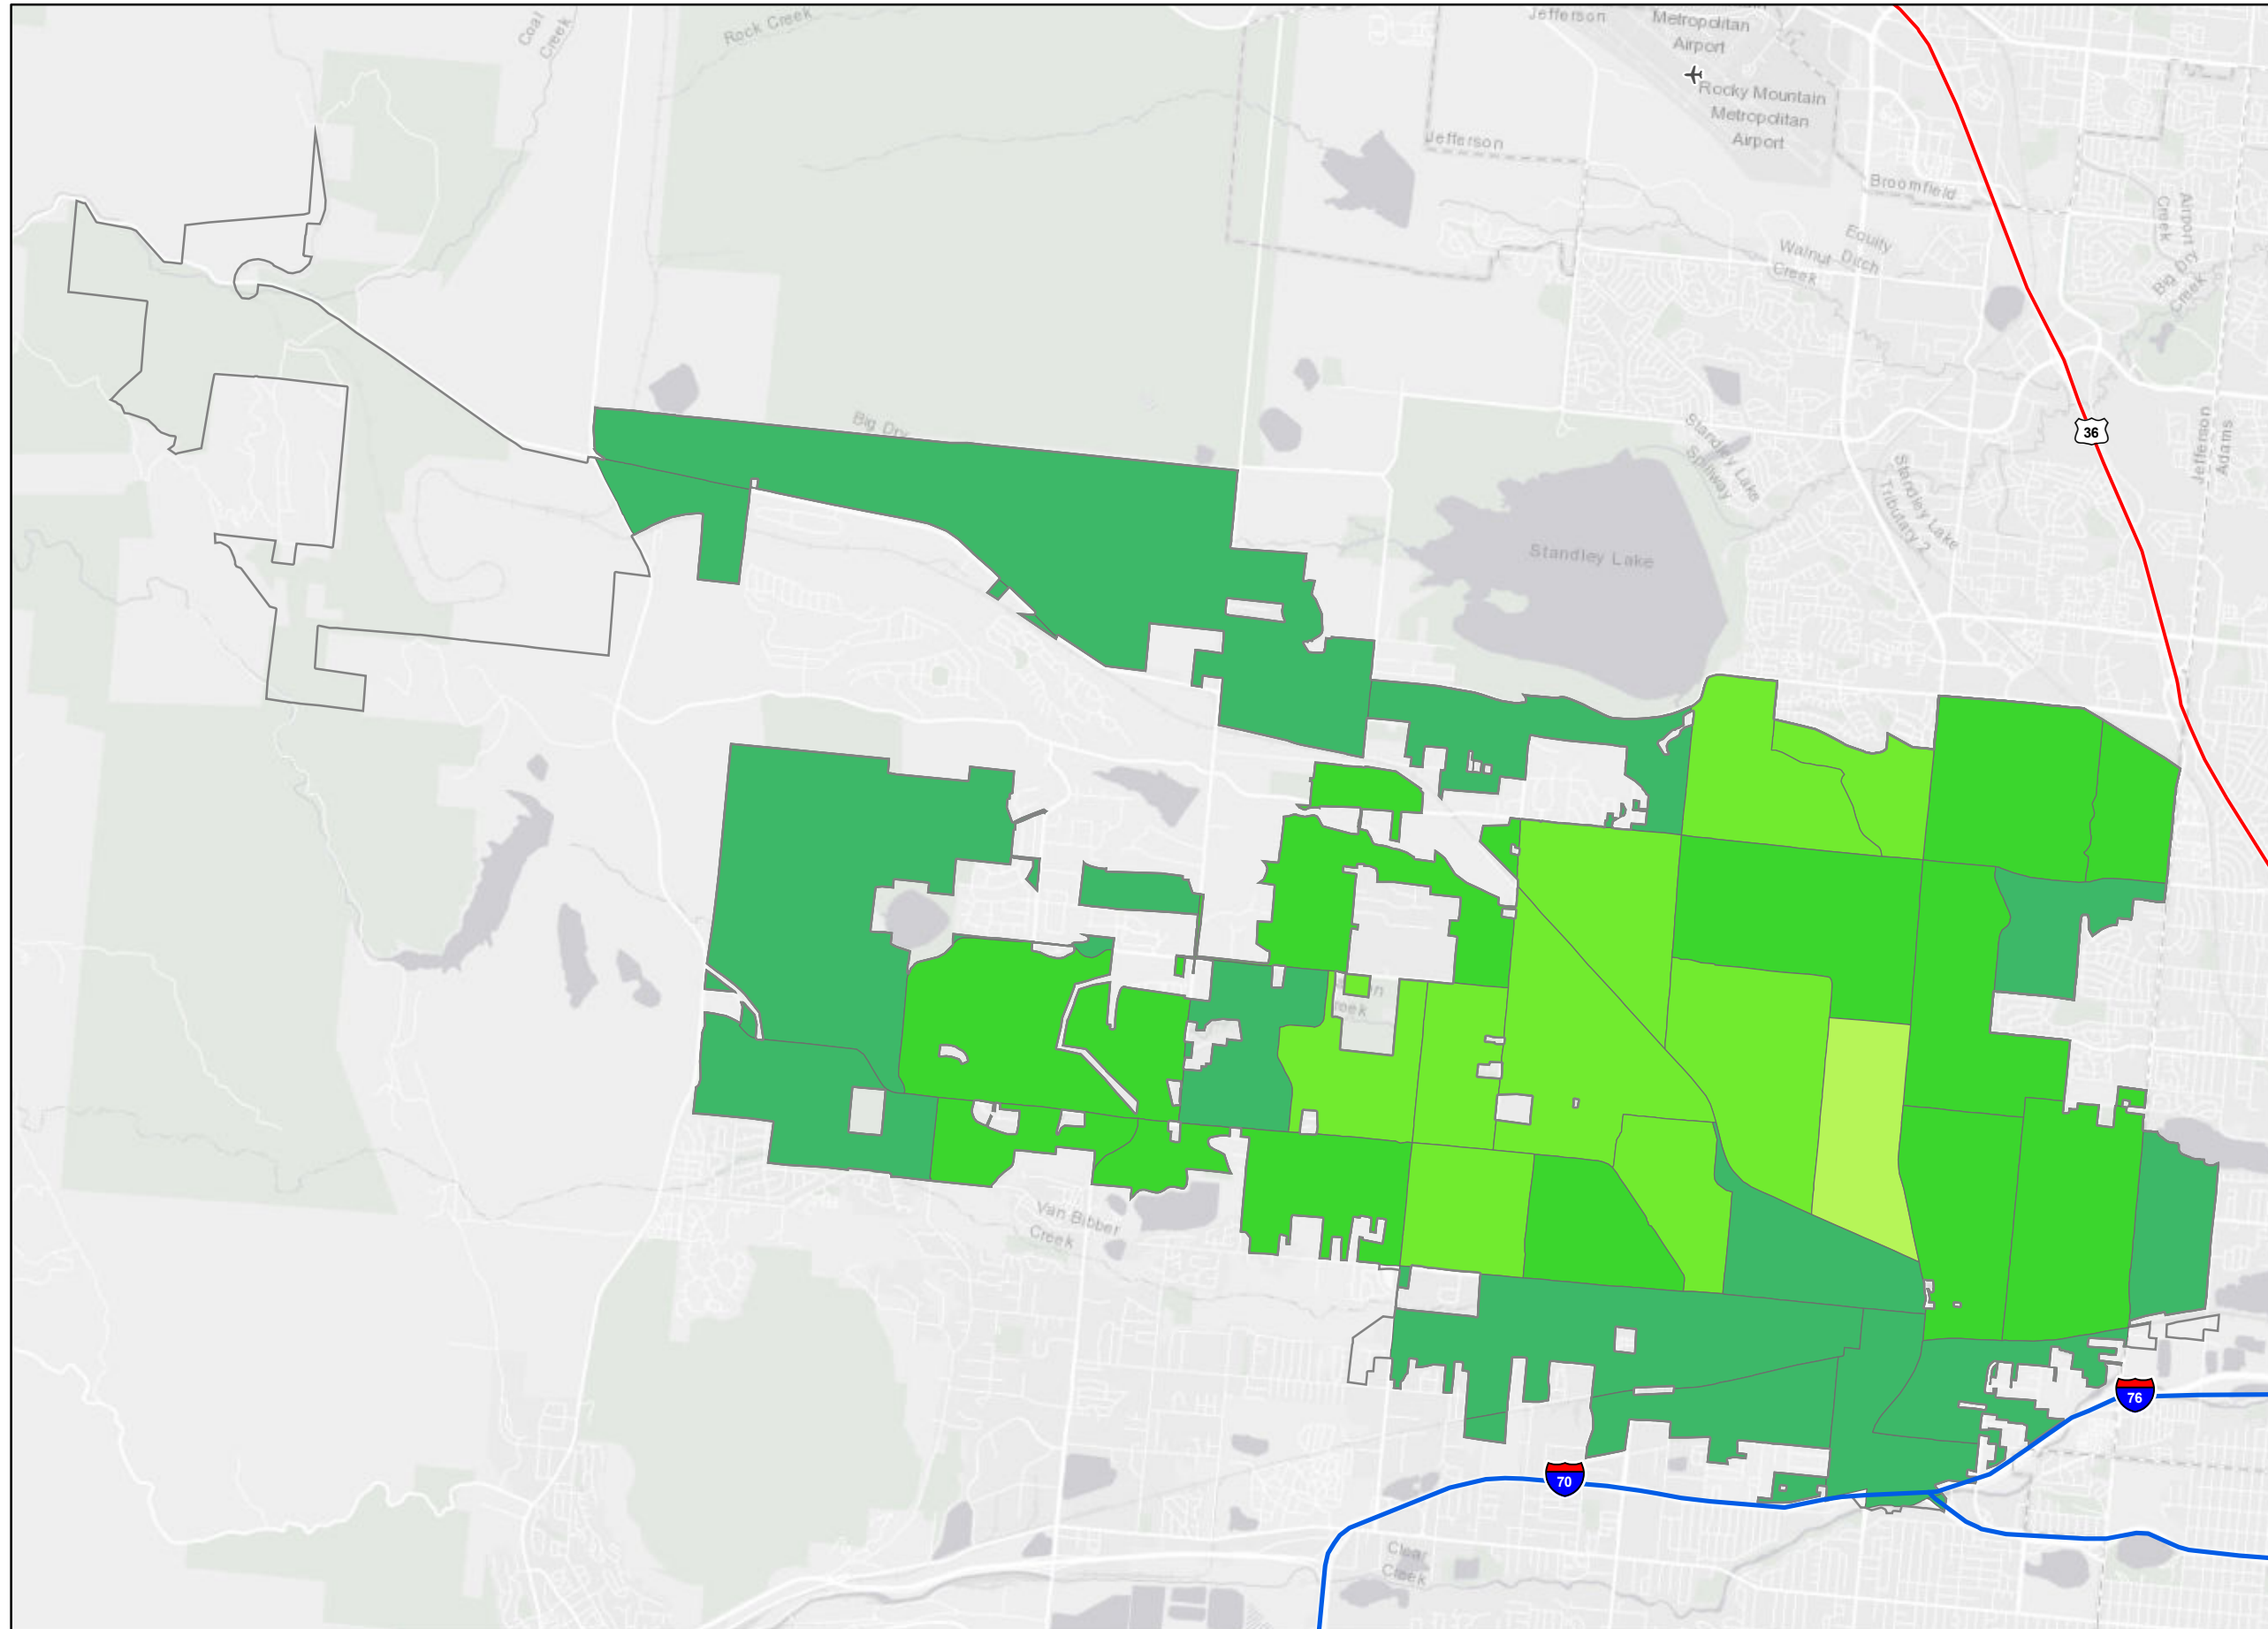 Coal
Creek
Rock Creek
Jefferson
Metropolitan
Airport
Rocky Mountain
Metropolitan
Airport
Jefferson
Broomfield
Equity
Ditch
Walnut
Creek
Airport
Creek
Big Dry
Creek
36
Big Dry
Standley Lake
Spillway
Standley Lake
Standley Lake
Tributary 2
Jefferson
Adams
Van Bibber
Creek
76
70
Clear
Creek